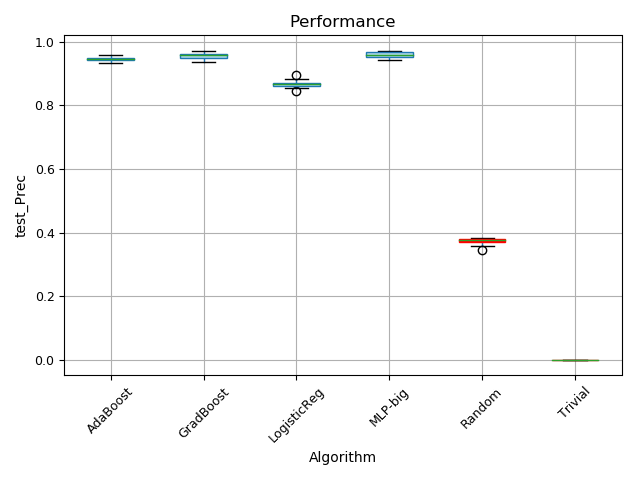 Performance
1.0
0.8
0.6
0.4
0.2
0.0
test_Prec
AdaBoost
GradBoost
LogisticReg
MLP-big
Random
Trivial
Algorithm